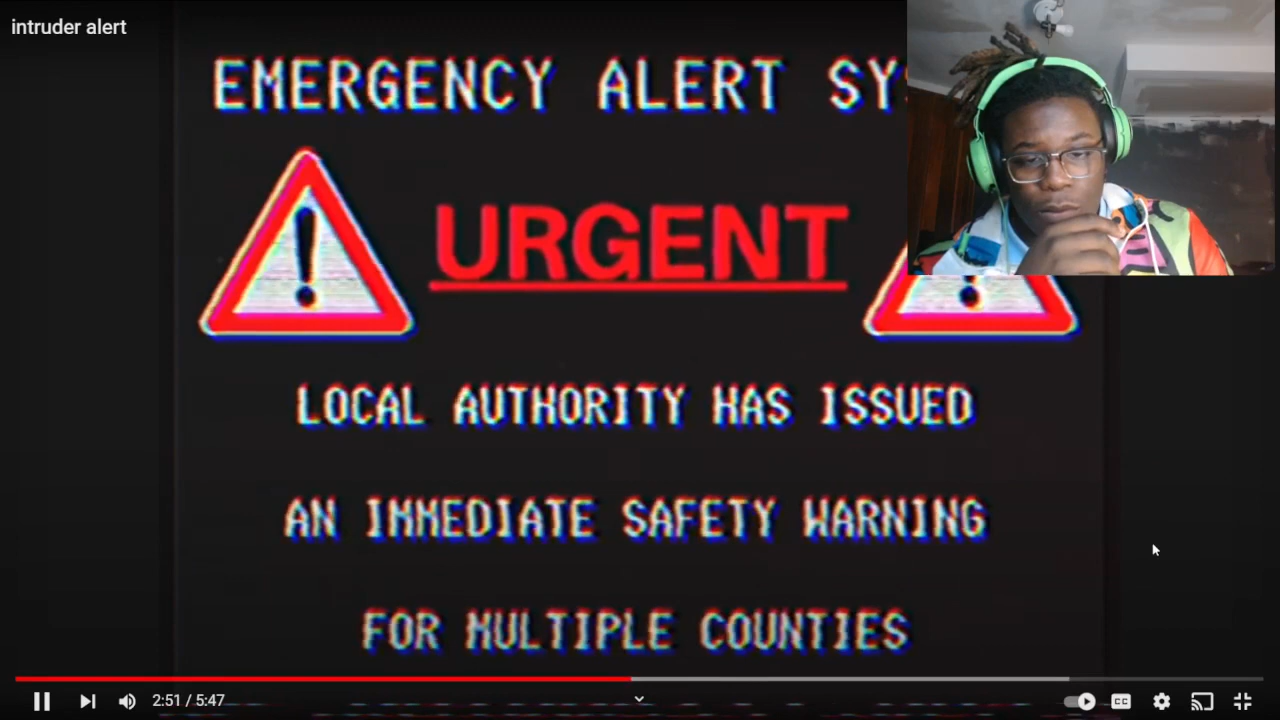 intruder alert
EMERGENCY ALERT SY
URGENT
LOCAL AUTHORITY HAS ISSUED
AN IMMEDIATE SAFETY WARNING
FOR MULTIPLE COUNTIES
2:51 / 5:47
CC